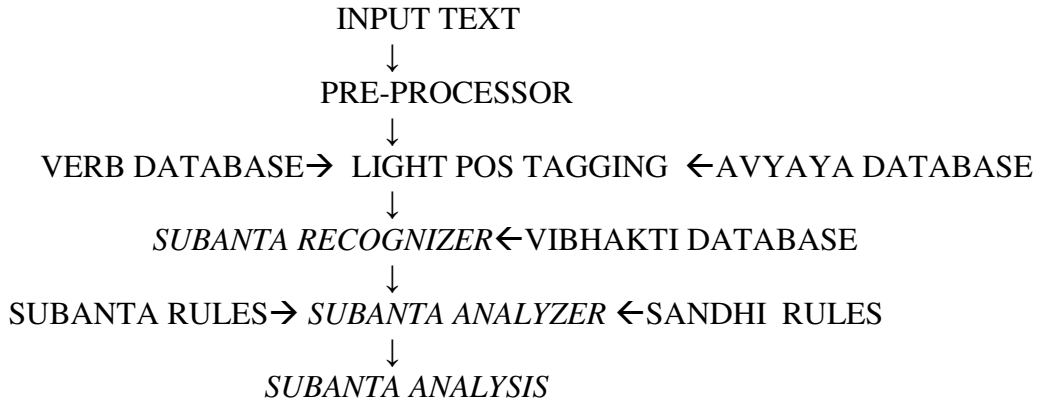 INPUT TEXT
↓
PRE-PROCESSOR
↓
VERB DATABASE→ LIGHT POS TAGGING ←AVYAYA DATABASE
↓
SUBANTA RECOGNIZER←VIBHAKTI DATABASE
↓
SUBANTA RULES→ SUBANTA ANALYZER ←SANDHI RULES
↓
SUBANTA ANALYSIS